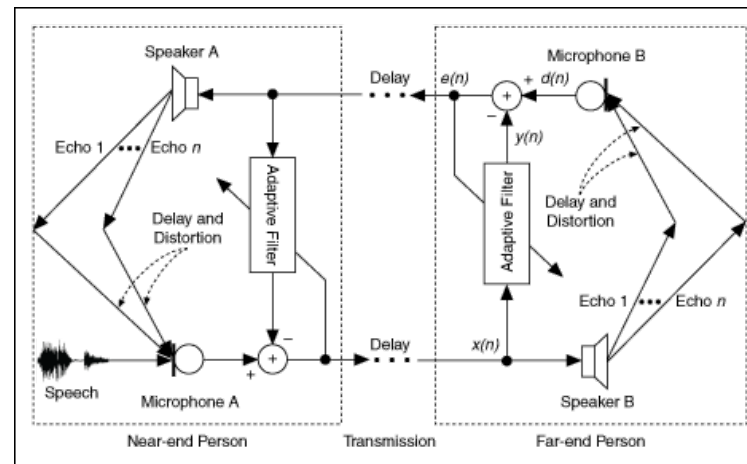 Speaker A
Microphone B
Delay
e(n)
+
d(n)
+
−
y(n)
Echo 1
Echo n
Adaptive Filter
Adaptive Filter
Delay and
Distortion
Delay and
Distortion
Echo 1
Echo n
−
+
+
Delay
x(n)
Speech
Microphone A
Speaker B
Near-end Person
Transmission
Far-end Person